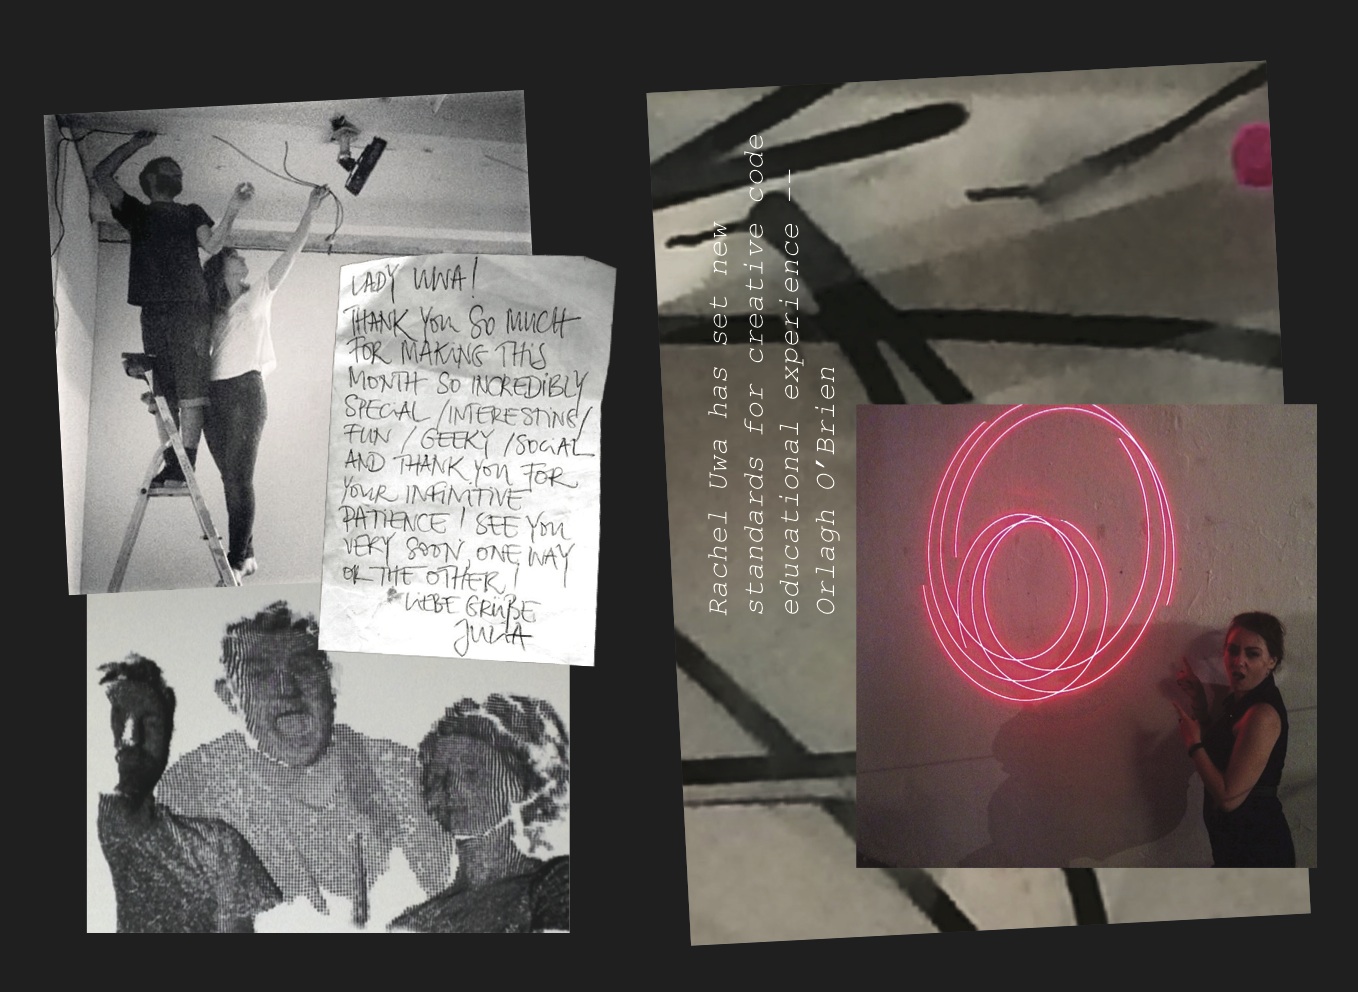 LADY UWA!
THANK YOU SO MUCH
FOR MAKING THIS
MONTH SO INCREDIBLY
SPECIAL / INTERESTING /
FUN / GEEKY / SOCIAL
AND THANK YOU FOR
YOUR INFINITIVE
PATIENCE! SEE YOU
VERY SOON, ONE WAY
OR THE OTHER!
LIEBE GRÜßE
JULIA
Rachel Uwa has set new
standards for creative code
educational experience --
Orlagh O'Brien